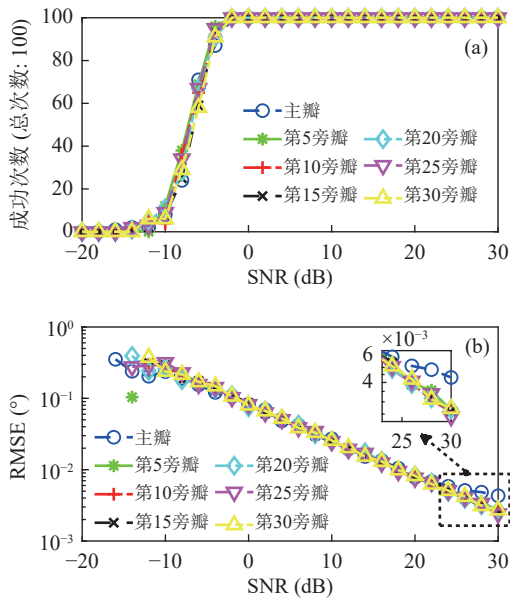 100
80
60
40
20
0
成功次数 (总次数: 100)
(a)
主瓣
第5旁瓣 第20旁瓣
第10旁瓣 第25旁瓣
第15旁瓣 第30旁瓣
−20 −10 0 10 20 30
SNR (dB)
10⁰
10⁻¹
10⁻²
10⁻³
RMSE (°)
(b)
×10⁻³
6
4
25 30
主瓣
第5旁瓣 第20旁瓣
第10旁瓣 第25旁瓣
第15旁瓣 第30旁瓣
−20 −10 0 10 20 30
SNR (dB)